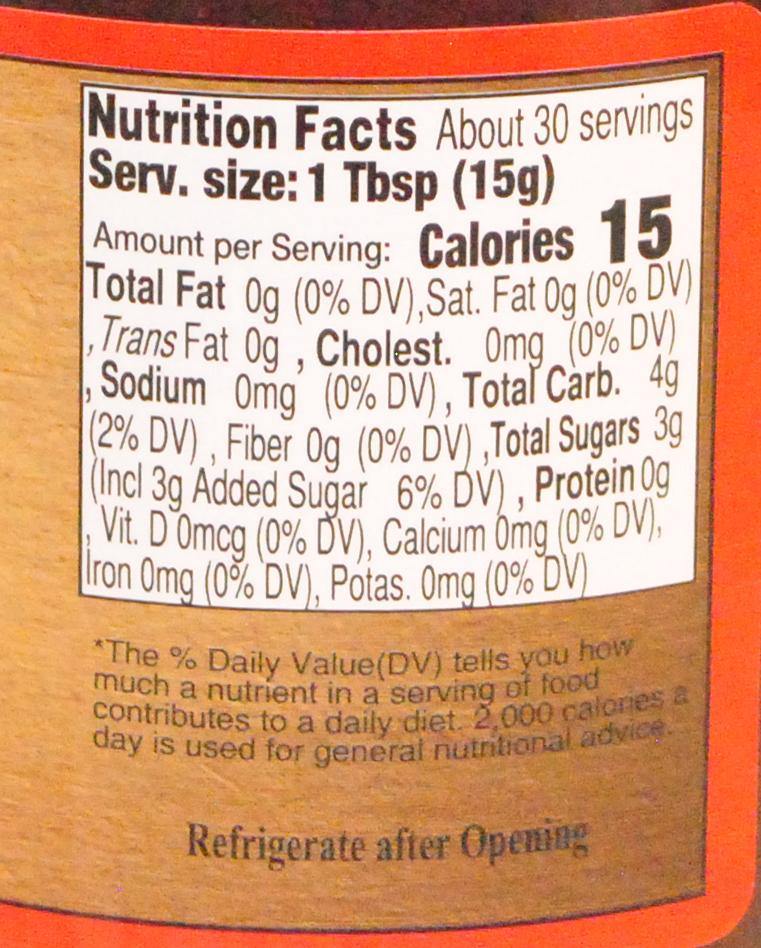 Nutrition Facts About 30 servings
Serv. size: 1 Tbsp (15g)
Amount per Serving: Calories 15
Total Fat 0g (0% DV),Sat. Fat 0g (0% DV)
,Trans Fat 0g , Cholest. 0mg (0% DV)
, Sodium 0mg (0% DV) , Total Carb. 4g
(2% DV) , Fiber 0g (0% DV) ,Total Sugars 3g
(Incl 3g Added Sugar 6% DV) , Protein 0g
, Vit. D 0mcg (0% DV), Calcium 0mg (0% DV),
Iron 0mg (0% DV), Potas. 0mg (0% DV)
*The % Daily Value(DV) tells you how
much a nutrient in a serving of food
contributes to a daily diet. 2,000 calories a
day is used for general nutritional advice.
Refrigerate after Opening